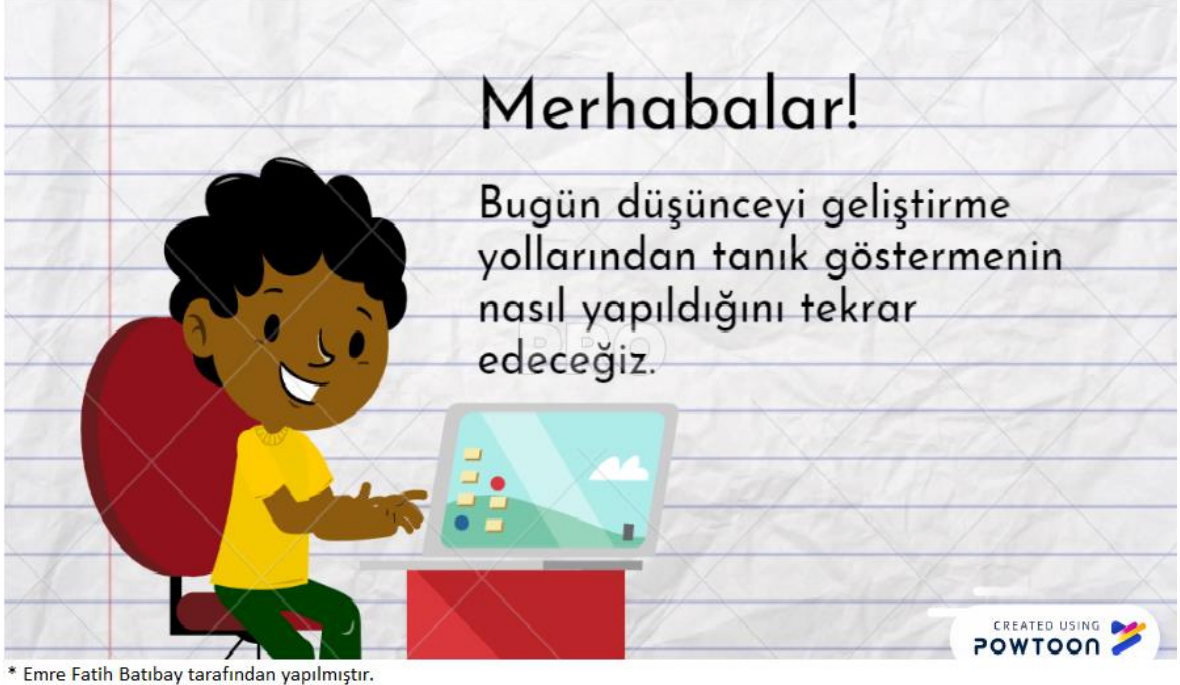 Merhabalar!
Bugün düşünceyi geliştirme
yollarından tanık göstermenin
nasıl yapıldığını tekrar
edeceğiz.
PRO
CREATED USING
POWTOON
* Emre Fatih Batıbay tarafından yapılmıştır.